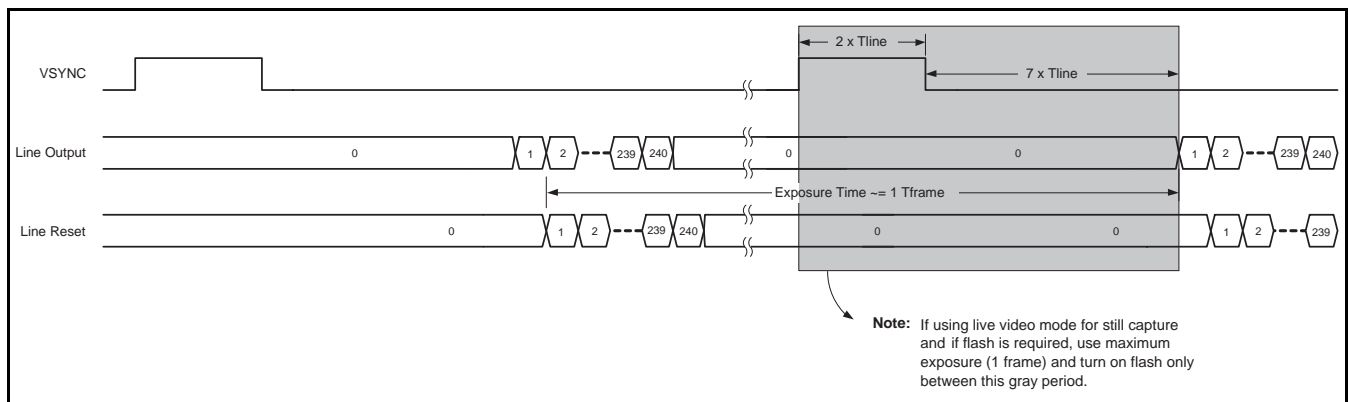 2 x Tline
VSYNC
7 x Tline
Line Output
0 1 2 239 240 0 0 1 2 239 240
Exposure Time ~= 1 Tframe
Line Reset
0 1 2 239 240 0 0 1 2 239
Note: If using live video mode for still capture
and if flash is required, use maximum
exposure (1 frame) and turn on flash only
between this gray period.